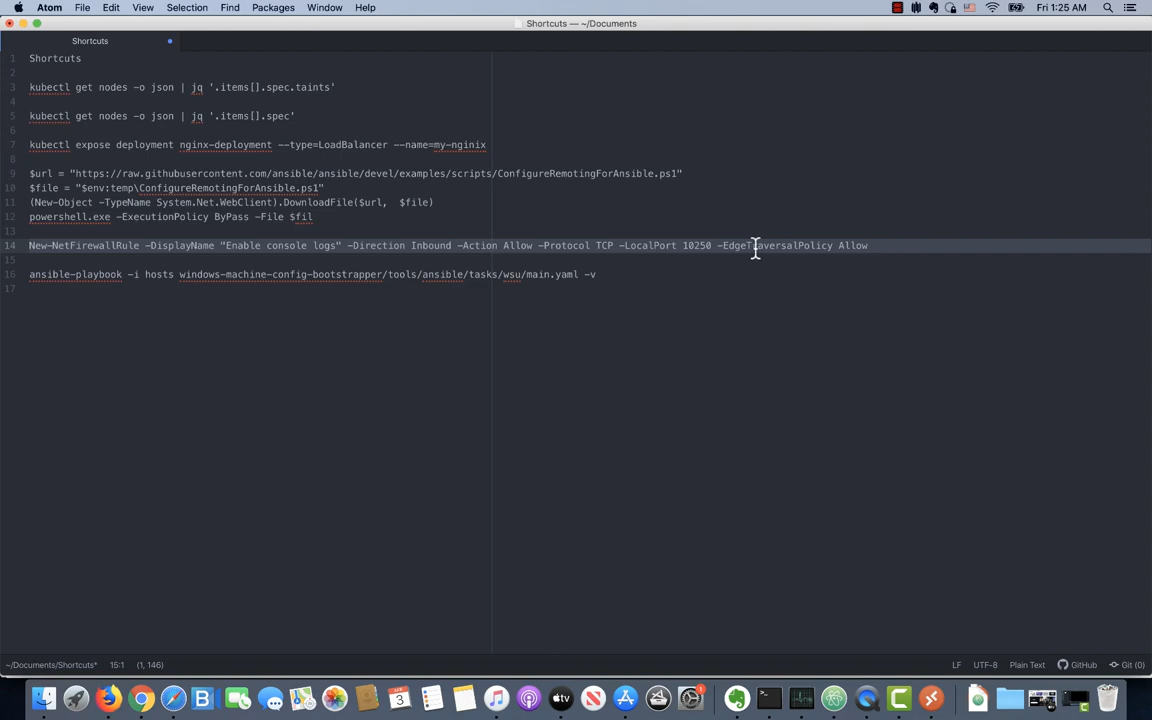 Atom File Edit View Selection Find Packages Window Help Fri 1:25 AM
Shortcuts — ~/Documents
Shortcuts
1 Shortcuts
2
3 kubectl get nodes -o json | jq '.items[].spec.taints'
4
5 kubectl get nodes -o json | jq '.items[].spec'
6
7 kubectl expose deployment nginx-deployment --type=LoadBalancer --name=my-nginix
8
9 $url = "https://raw.githubusercontent.com/ansible/ansible/devel/examples/scripts/ConfigureRemotingForAnsible.ps1"
10 $file = "$env:temp\ConfigureRemotingForAnsible.ps1"
11 (New-Object -TypeName System.Net.WebClient).DownloadFile($url, $file)
12 powershell.exe -ExecutionPolicy ByPass -File $fil
13
14 New-NetFirewallRule -DisplayName "Enable console logs" -Direction Inbound -Action Allow -Protocol TCP -LocalPort 10250 -EdgeTraversalPolicy Allow
15
16 ansible-playbook -i hosts windows-machine-config-bootstrapper/tools/ansible/tasks/wsu/main.yaml -v
17
~/Documents/Shortcuts* 15:1 (1, 146) LF UTF-8 Plain Text GitHub Git (0)